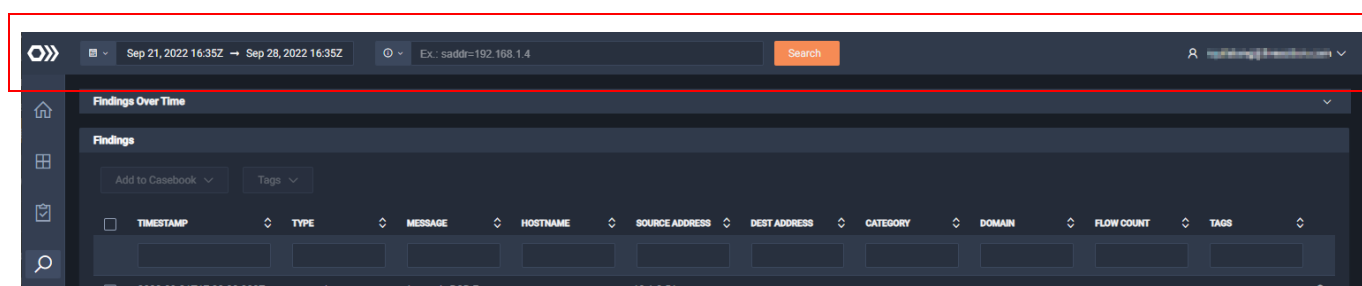 Sep 21, 2022 16:35Z → Sep 28, 2022 16:35Z Ex.: saddr=192.168.1.4 Search
Findings Over Time
Findings
Add to Casebook Tags
TIMESTAMP TYPE MESSAGE HOSTNAME SOURCE ADDRESS DEST ADDRESS CATEGORY DOMAIN FLOW COUNT TAGS